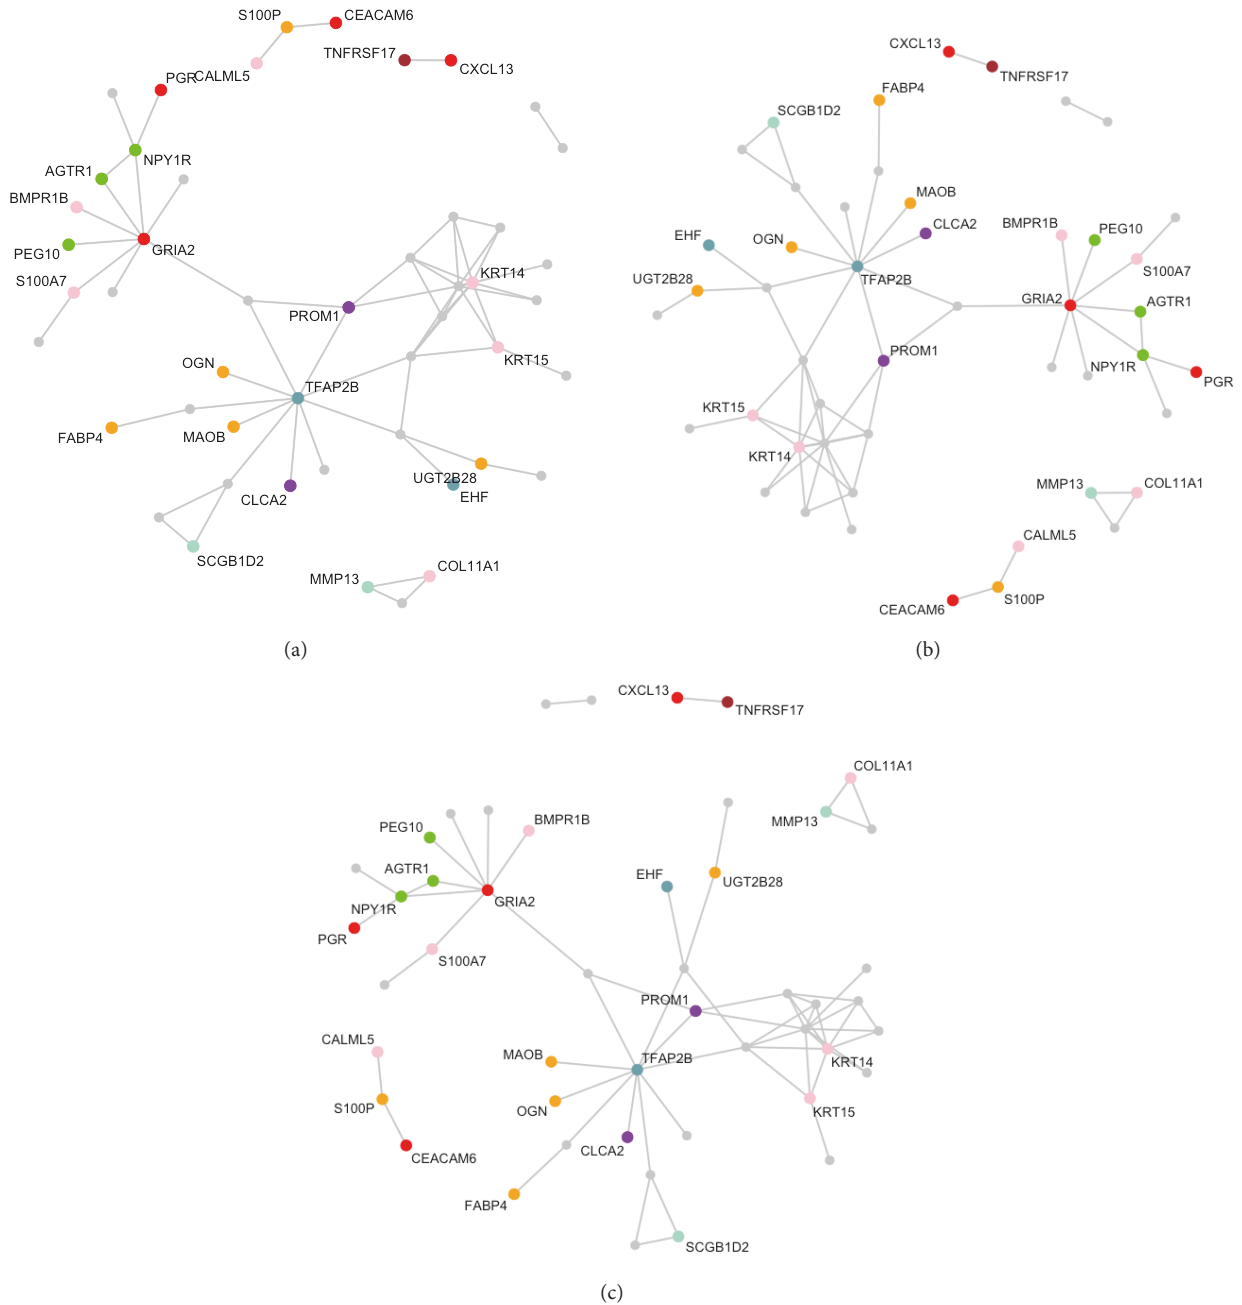 S100P
CEACAM6
TNFRSF17
CXCL13
PGR
CALML5
NPY1R
AGTR1
BMPR1B
PEG10
GRIA2
S100A7
KRT14
PROM1
KRT15
OGN
TFAP2B
FABP4
MAOB
UGT2B28
CLCA2
EHF
SCGB1D2
MMP13
COL11A1
(a)
CXCL13
TNFRSF17
FABP4
SCGB1D2
MAOB
CLCA2
BMPR1B
PEG10
EHF
OGN
S100A7
UGT2B28
TFAP2B
GRIA2
AGTR1
PROM1
NPY1R
PGR
KRT15
KRT14
MMP13
COL11A1
CALML5
CEACAM6
S100P
(b)
CXCL13
TNFRSF17
COL11A1
MMP13
PEG10
BMPR1B
AGTR1
EHF
UGT2B28
NPY1R
GRIA2
PGR
S100A7
PROM1
CALML5
MAOB
TFAP2B
KRT14
S100P
OGN
KRT15
CLCA2
CEACAM6
FABP4
SCGB1D2
(c)